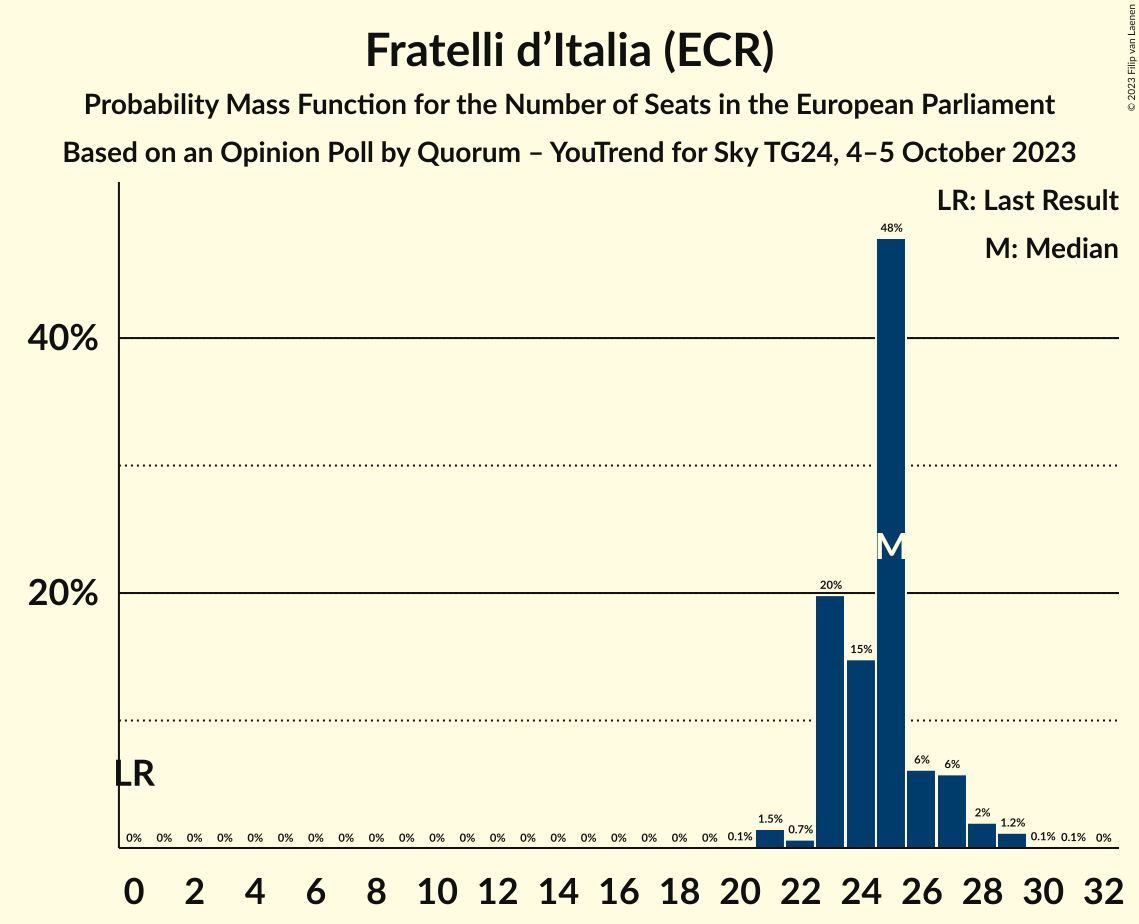 Fratelli d’Italia (ECR)
Probability Mass Function for the Number of Seats in the European Parliament
Based on an Opinion Poll by Quorum – YouTrend for Sky TG24, 4–5 October 2023
© 2023 Filip van Laenen
LR: Last Result
M: Median
48%
40%
M
20%
20%
15%
LR
6% 6%
0% 0% 0% 0% 0% 0% 0% 0% 0% 0% 0% 0% 0% 0% 0% 0% 0% 0% 0% 0% 0.1% 1.5% 0.7% 2% 1.2% 0.1% 0.1% 0%
0 2 4 6 8 10 12 14 16 18 20 22 24 26 28 30 32